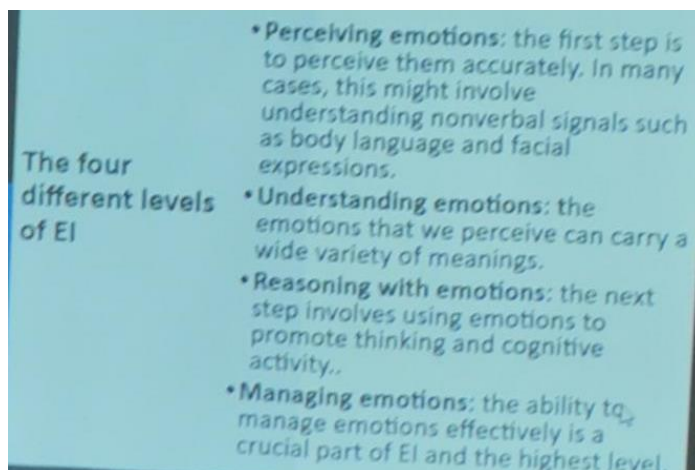 The four
different levels
of EI
• Perceiving emotions: the first step is
to perceive them accurately. In many
cases, this might involve
understanding nonverbal signals such
as body language and facial
expressions.
• Understanding emotions: the
emotions that we perceive can carry a
wide variety of meanings.
• Reasoning with emotions: the next
step involves using emotions to
promote thinking and cognitive
activity..
• Managing emotions: the ability to
manage emotions effectively is a
crucial part of EI and the highest level.